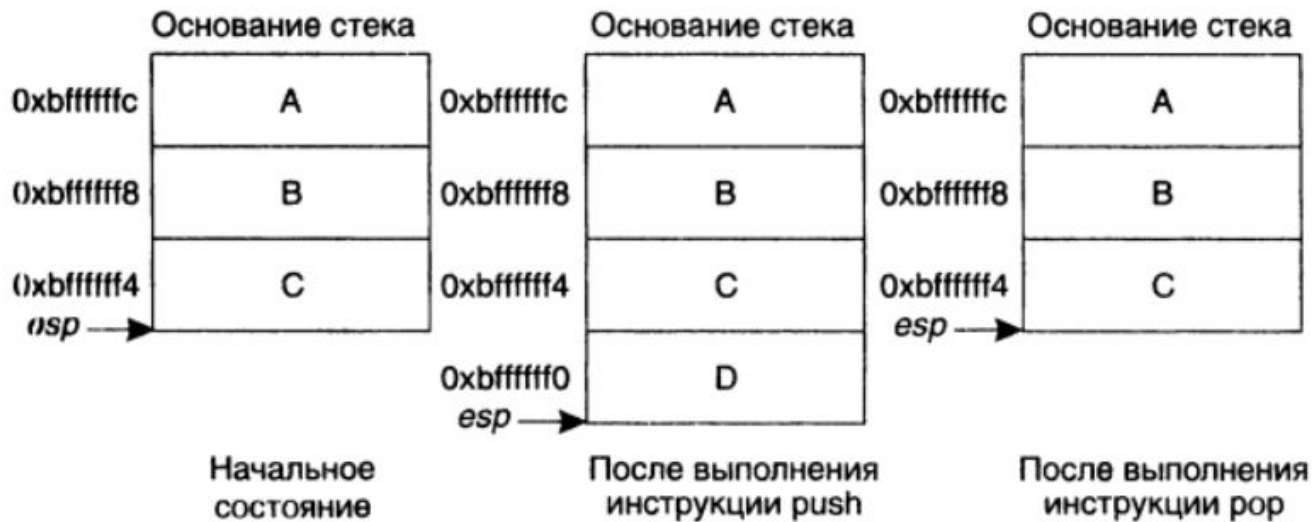 Основание стека
0xbffffffc
A
0xbffffff8
B
0xbffffff4
C
esp
Начальное
состояние
Основание стека
0xbffffffc
A
0xbffffff8
B
0xbffffff4
C
0xbffffff0
D
esp
После выполнения
инструкции push
Основание стека
0xbffffffc
A
0xbffffff8
B
0xbffffff4
C
esp
После выполнения
инструкции pop